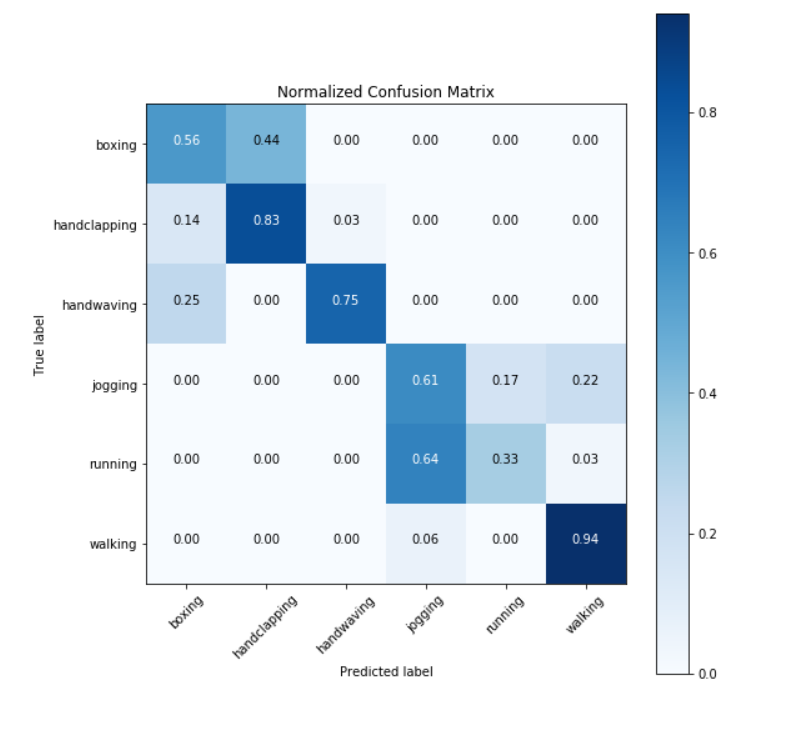 Normalized Confusion Matrix
boxing 0.56 0.44 0.00 0.00 0.00 0.00
handclapping 0.14 0.83 0.03 0.00 0.00 0.00
handwaving 0.25 0.00 0.75 0.00 0.00 0.00
jogging 0.00 0.00 0.00 0.61 0.17 0.22
running 0.00 0.00 0.00 0.64 0.33 0.03
walking 0.00 0.00 0.00 0.06 0.00 0.94
True label
boxing handclapping handwaving jogging running walking
Predicted label
0.8
0.6
0.4
0.2
0.0